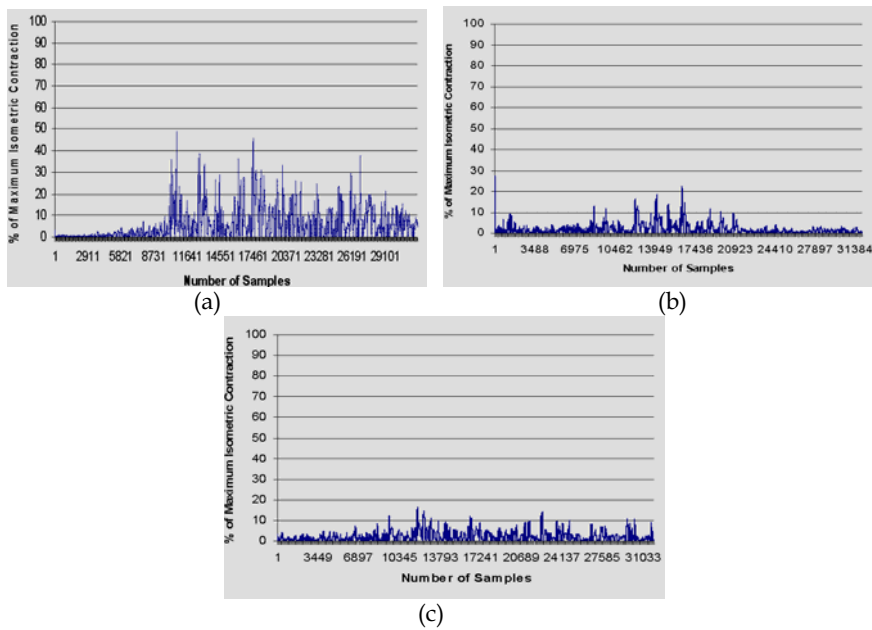 % of Maximum Isometric Contraction
100
90
80
70
60
50
40
30
20
10
0
1 2911 5821 8731 11641 14551 17461 20371 23281 26191 29101
Number of Samples
(a)
% of Maximum Isometric Contraction
100
90
80
70
60
50
40
30
20
10
0
1 3488 6975 10462 13949 17436 20923 24410 27897 31384
Number of Samples
(b)
% of Maximum Isometric Contraction
100
90
80
70
60
50
40
30
20
10
0
1 3449 6897 10345 13793 17241 20689 24137 27585 31033
Number of Samples
(c)